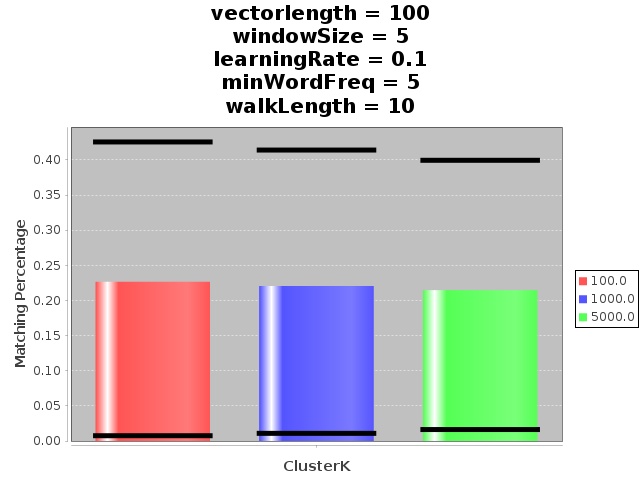 vectorlength = 100
windowSize = 5
learningRate = 0.1
minWordFreq = 5
walkLength = 10
0.40
0.35
0.30
0.25
0.20
0.15
0.10
0.05
0.00
Matching Percentage
ClusterK
100.0
1000.0
5000.0